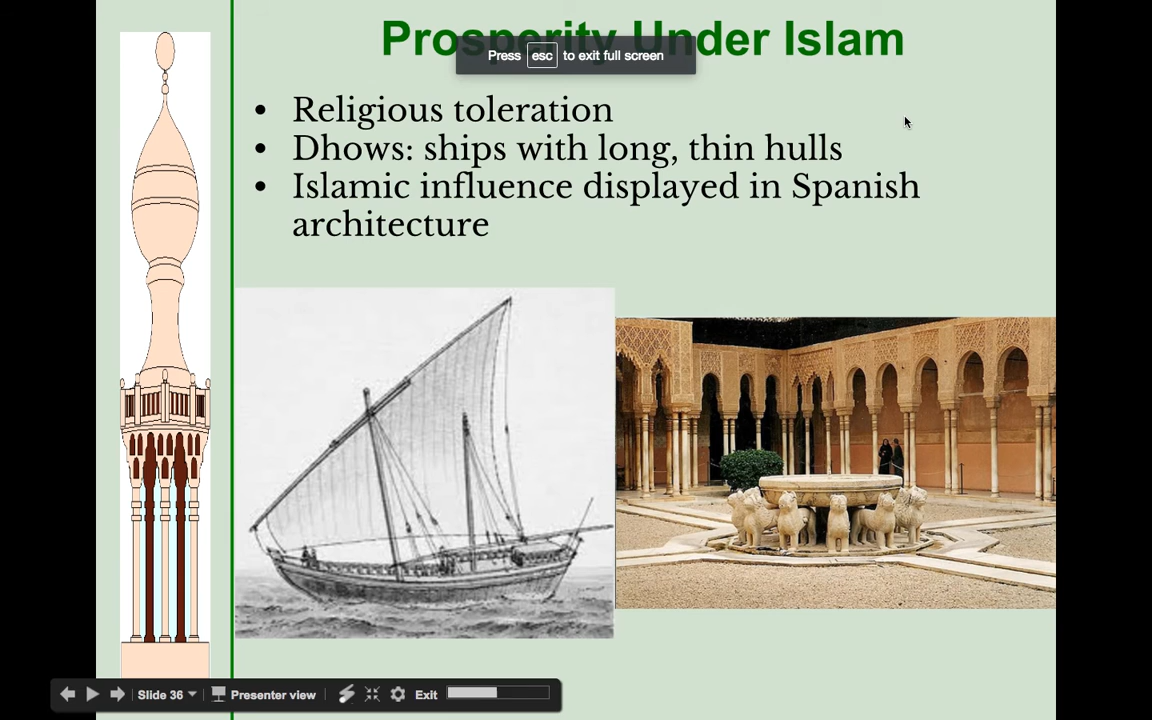 Prosperity Under Islam
Press esc to exit full screen
• Religious toleration
• Dhows: ships with long, thin hulls
• Islamic influence displayed in Spanish
architecture
Slide 36 Presenter view Exit